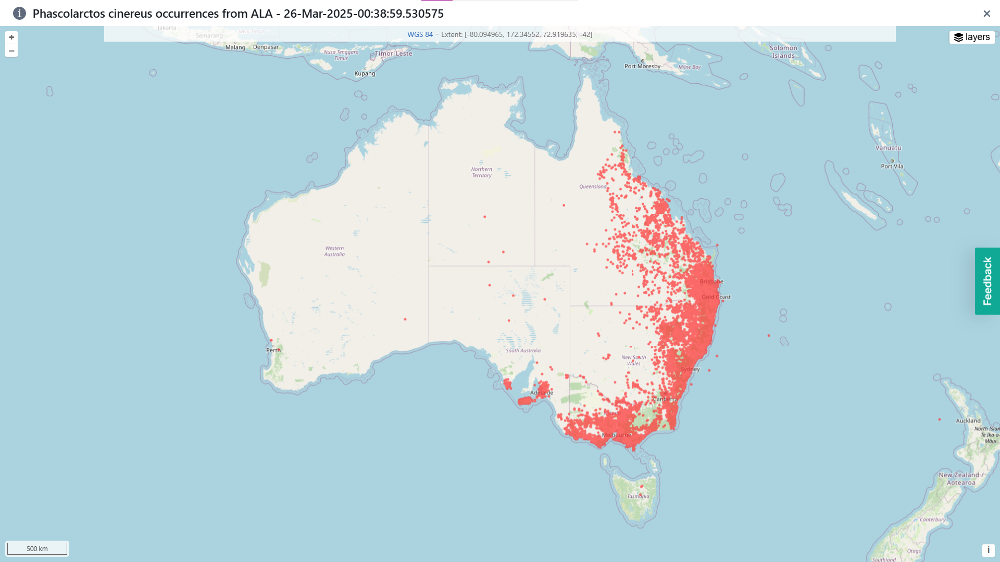 Phascolarctos cinereus occurrences from ALA - 26-Mar-2025-00:38:59.530575
WGS 84 - Extent: [-80.094965, 172.34552, 72.919635, -42]
+
−
layers
Jakarta
Semarang
Jawa Timur
Malang
Denpasar
Nusa Tenggara
Timur
Timor-Leste
Kupang
Port Moresby
Milne Bay
Solomon
Islands
Vanuatu
Port Vila
Northern
Territory
Queensland
Western
Australia
Brisbane
Gold Coast
Feedback
Perth
South Australia
New South
Wales
Sydney
Adelaide
Canberra
Victoria
Melbourne
Auckland
North Islan
Te Ika-a-
Māui
New Zealand /
Aotearoa
Tasmania
Canterbury
Otago
Southland
500 km
i